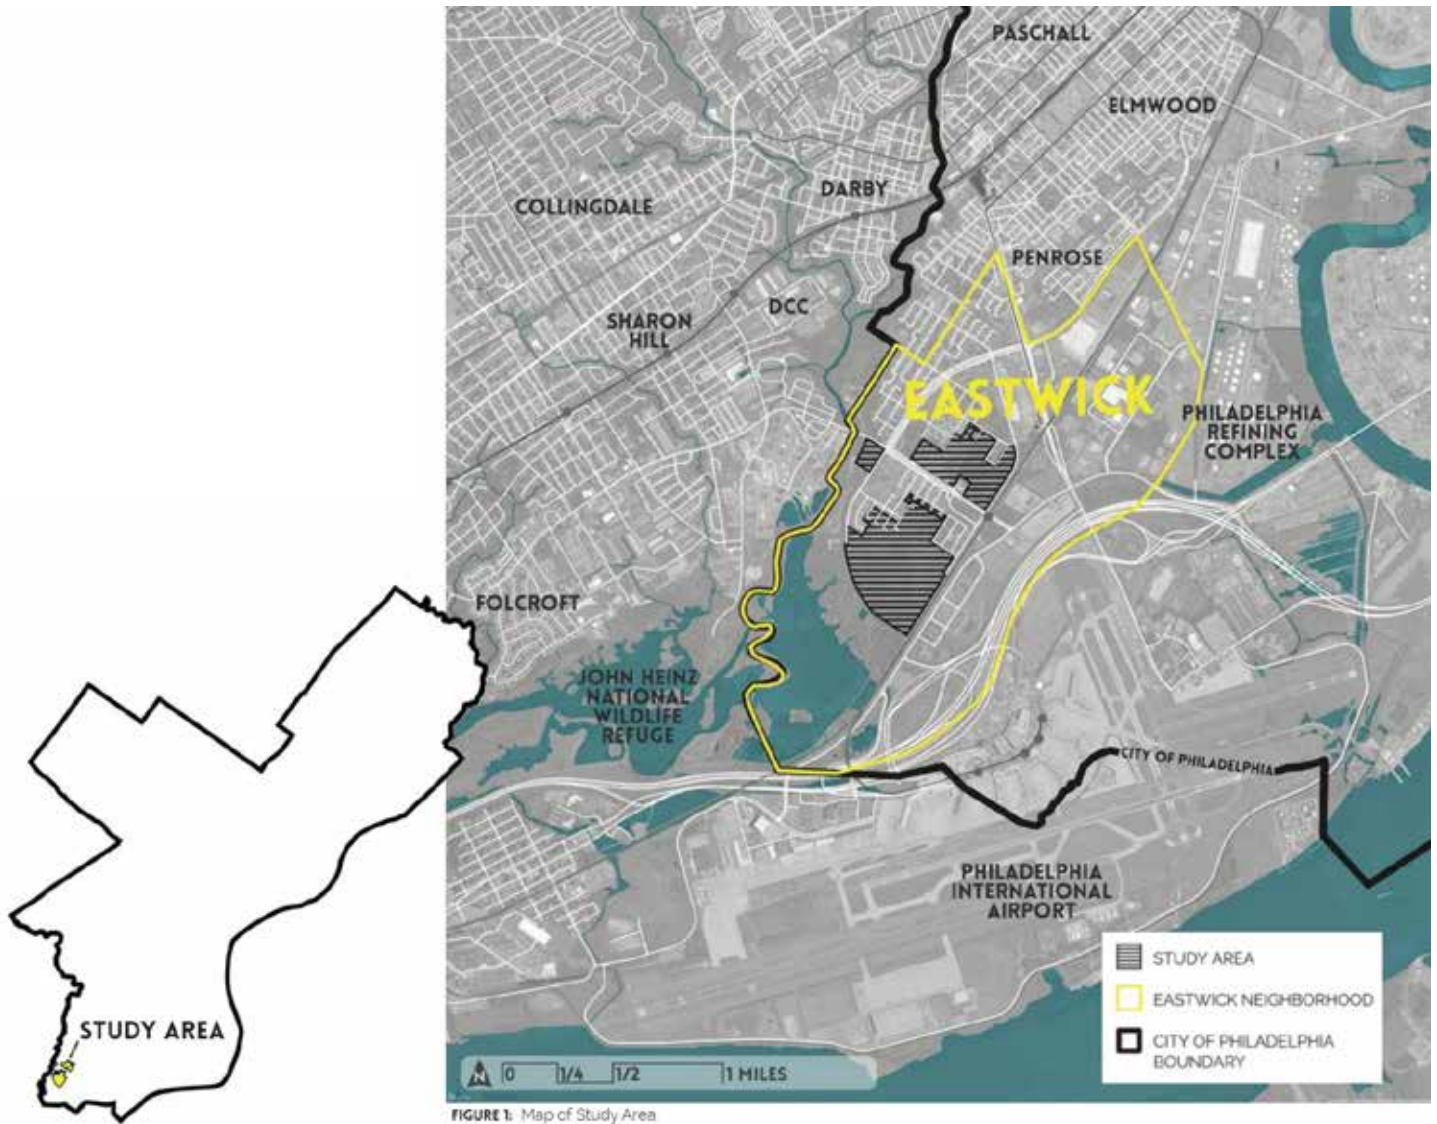 PASCHALL
ELMWOOD
DARBY
COLLINGDALE
PENROSE
DCC
SHARON
HILL
EASTWICK
PHILADELPHIA
REFINING
COMPLEX
FOLCROFT
JOHN HEINZ
NATIONAL
WILDLIFE
REFUGE
CITY OF PHILADELPHIA
PHILADELPHIA
INTERNATIONAL
AIRPORT
STUDY AREA
STUDY AREA
EASTWICK NEIGHBORHOOD
CITY OF PHILADELPHIA
BOUNDARY
N 0 1/4 1/2 1 MILES
FIGURE 1: Map of Study Area